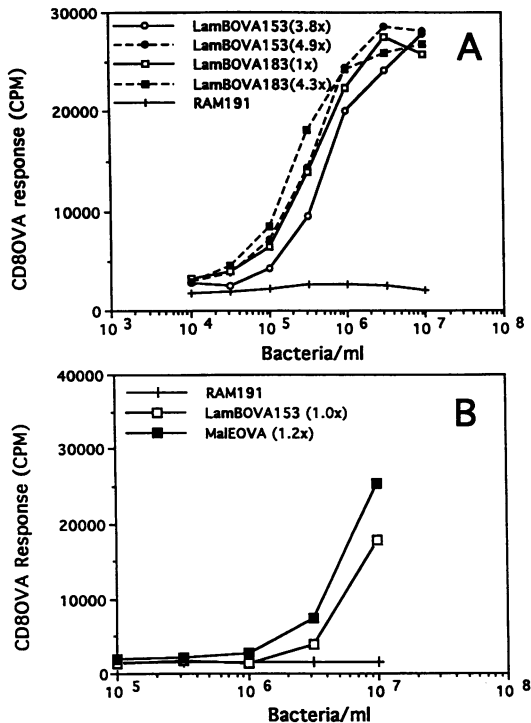 A
LamBOVA153(3.8x)
LamBOVA153(4.9x)
LamBOVA183(1x)
LamBOVA183(4.3x)
RAM191
CD8OVA response (CPM)
30000
20000
10000
0
10 3
10 4
10 5
10 6
10 7
10 8
Bacteria/ml
B
RAM191
LamBOVA153 (1.0x)
MalEOVA (1.2x)
CD8OVA Response (CPM)
40000
30000
20000
10000
0
10 5
10 6
10 7
10 8
Bacteria/ml